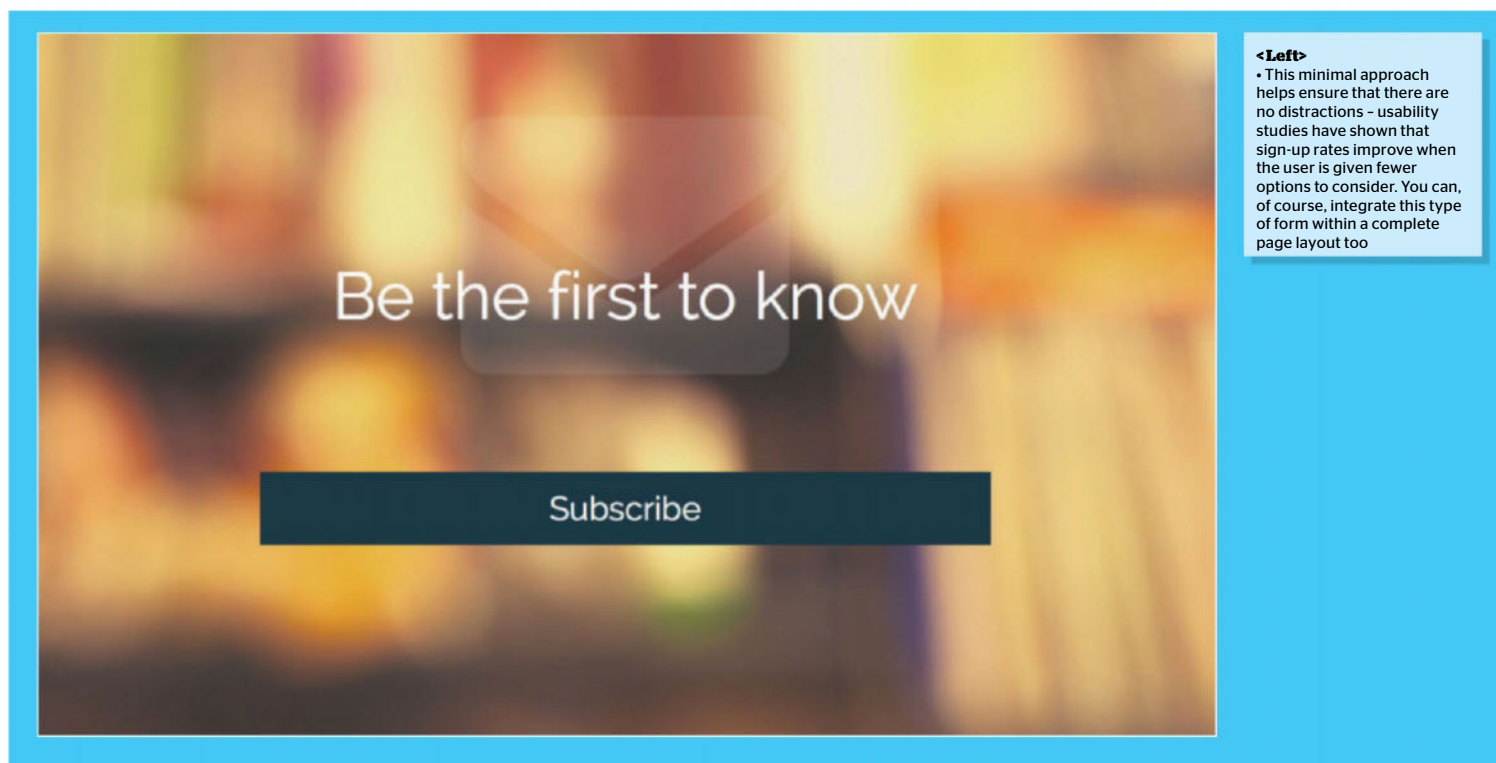 Be the first to know
Subscribe
<Left>
• This minimal approach
helps ensure that there are
no distractions – usability
studies have shown that
sign-up rates improve when
the user is given fewer
options to consider. You can,
of course, integrate this type
of form within a complete
page layout too